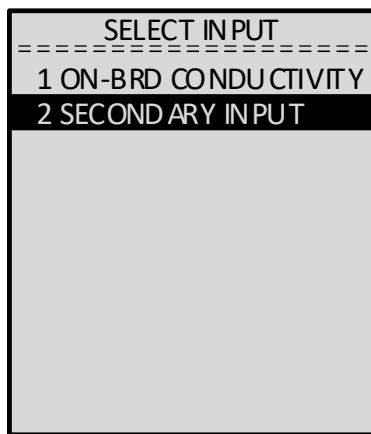 SELECT INPUT
===================
1 ON-BRD CONDUCTIVITY
2 SECONDARY INPUT